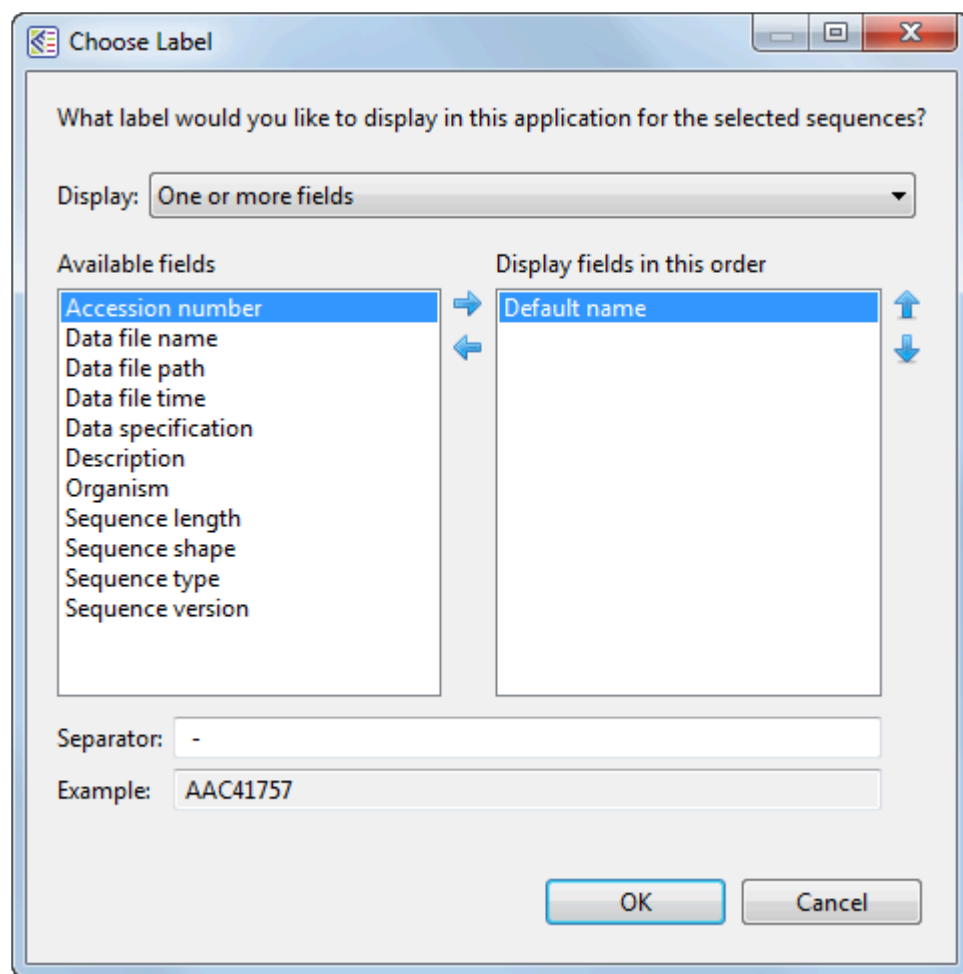 Choose Label
What label would you like to display in this application for the selected sequences?
Display: One or more fields
Available fields
Accession number
Data file name
Data file path
Data file time
Data specification
Description
Organism
Sequence length
Sequence shape
Sequence type
Sequence version
Display fields in this order
Default name
Separator: -
Example: AAC41757
OK Cancel